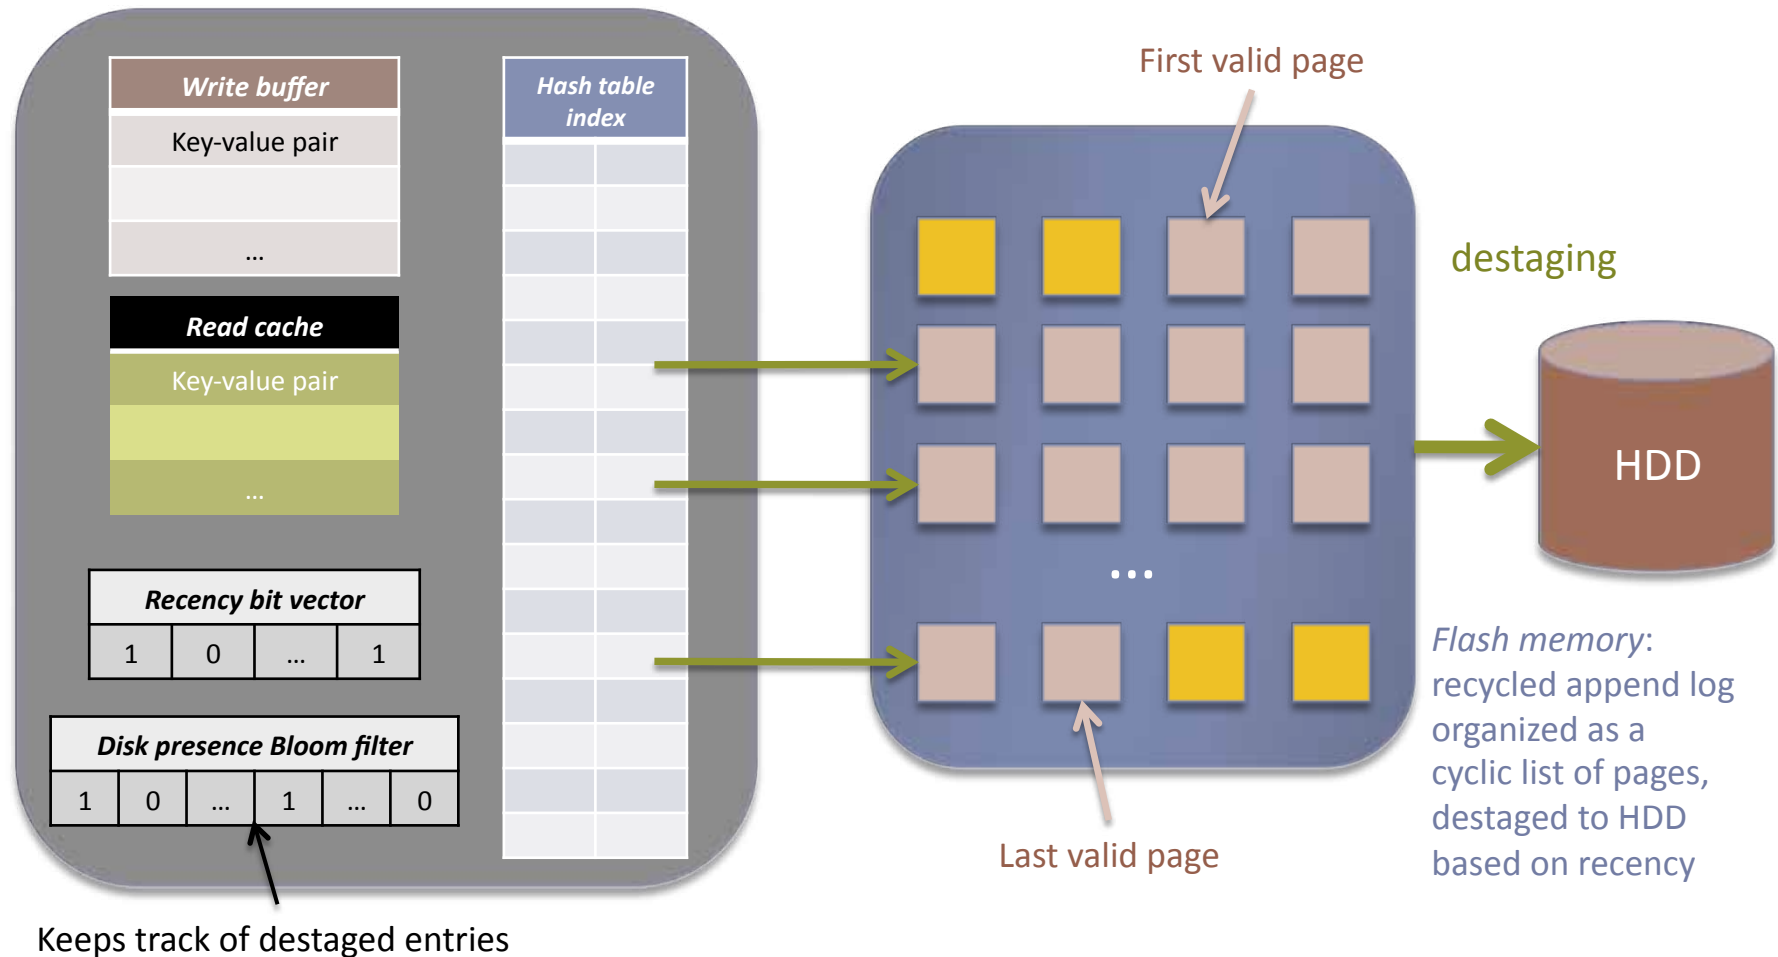 Write buffer
Key-value pair
...
Read cache
Key-value pair
...
Recency bit vector
1 0 ... 1
Disk presence Bloom filter
1 0 ... 1 ... 0
Keeps track of destaged entries
Hash table
index
First valid page
...
Last valid page
destaging
HDD
Flash memory:
recycled append log
organized as a
cyclic list of pages,
destaged to HDD
based on recency